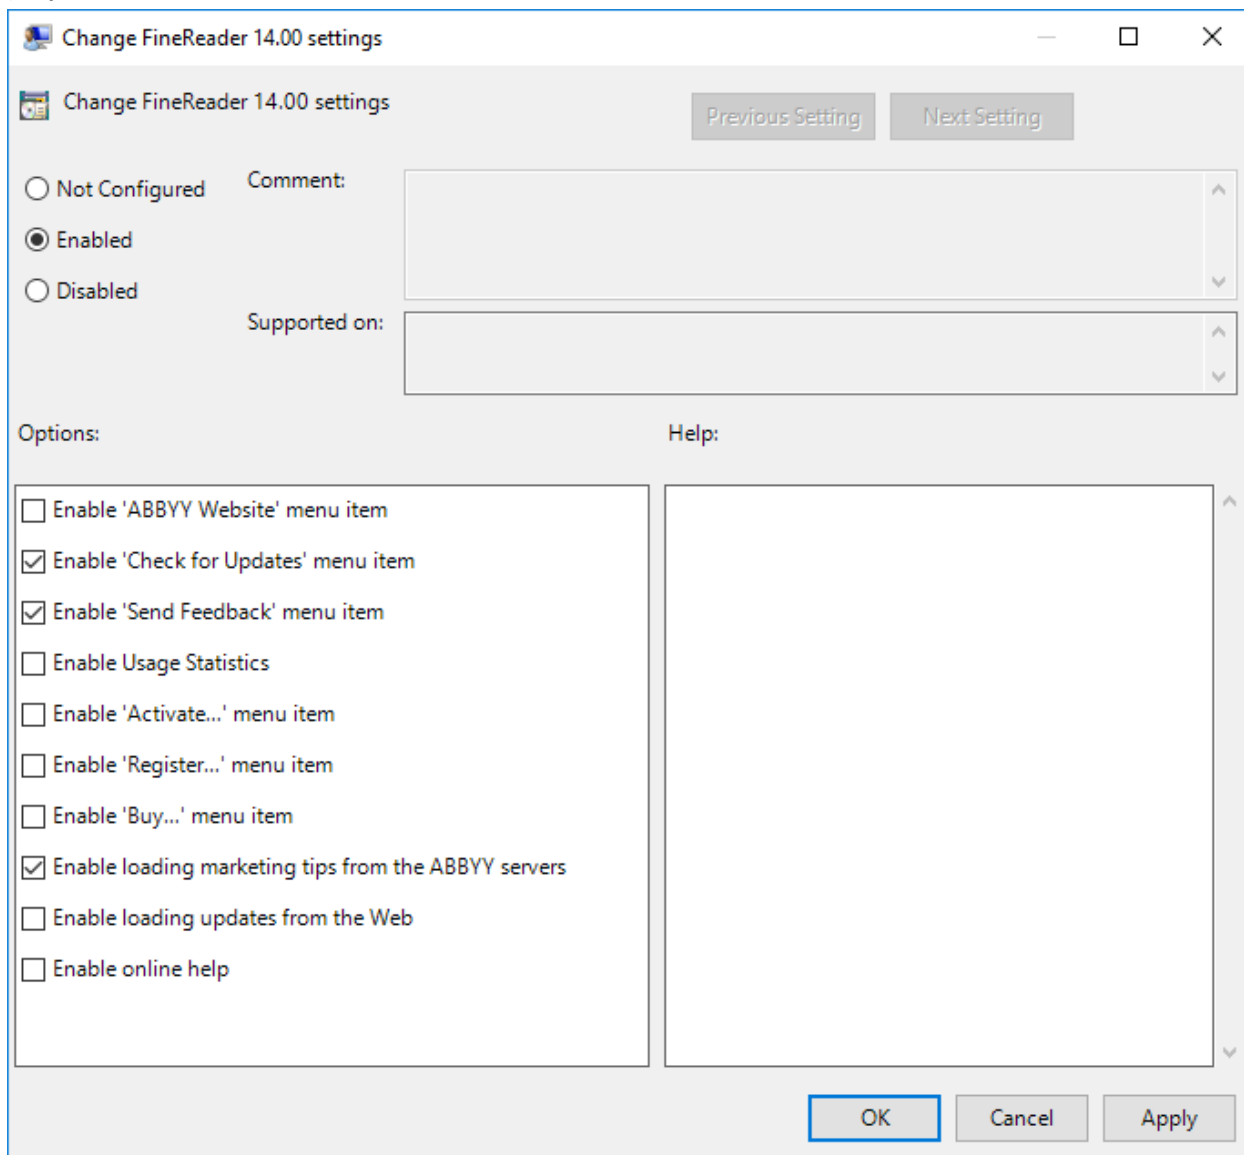 Change FineReader 14.00 settings
Change FineReader 14.00 settings
Previous Setting
Next Setting
Not Configured
Comment:
Enabled
Disabled
Supported on:
Options:
Help:
Enable 'ABBYY Website' menu item
Enable 'Check for Updates' menu item
Enable 'Send Feedback' menu item
Enable Usage Statistics
Enable 'Activate...' menu item
Enable 'Register...' menu item
Enable 'Buy...' menu item
Enable loading marketing tips from the ABBYY servers
Enable loading updates from the Web
Enable online help
OK
Cancel
Apply